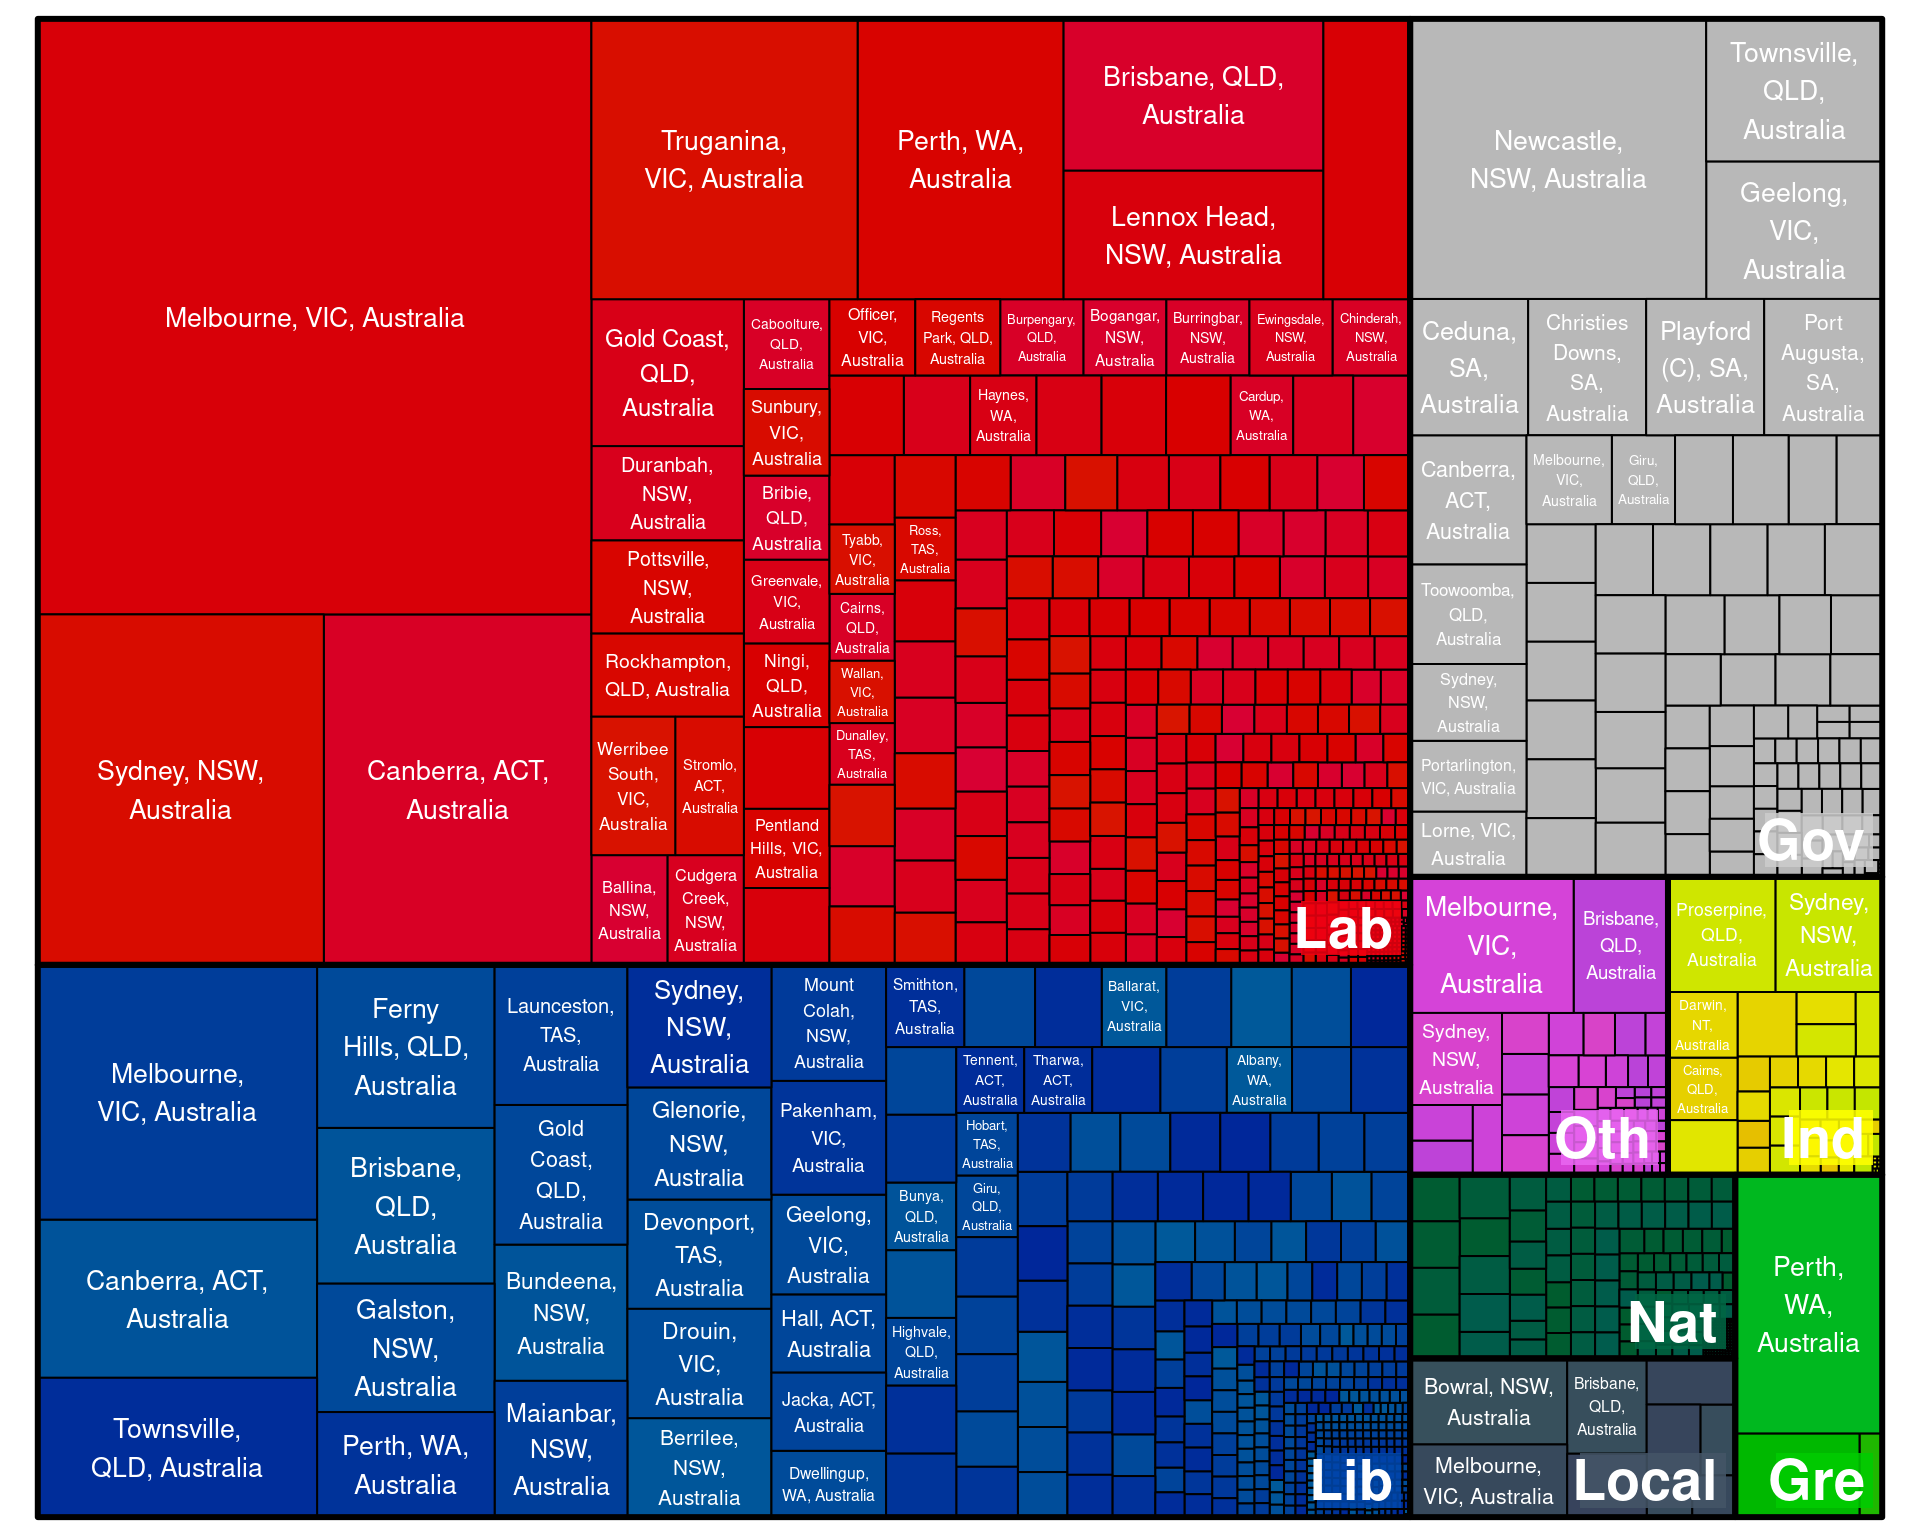 Melbourne, VIC, Australia
Sydney, NSW,
Australia
Canberra, ACT,
Australia
Truganina,
VIC, Australia
Perth, WA,
Australia
Brisbane, QLD,
Australia
Lennox Head,
NSW, Australia
Gold Coast,
QLD,
Australia
Duranbah,
NSW,
Australia
Pottsville,
NSW,
Australia
Rockhampton,
QLD, Australia
Werribee
South,
VIC,
Australia
Stromlo,
ACT,
Australia
Ballina,
NSW,
Australia
Cudgera
Creek,
NSW,
Australia
Caboolture,
QLD,
Australia
Sunbury,
VIC,
Australia
Bribie,
QLD,
Australia
Greenvale,
VIC,
Australia
Ningi,
QLD,
Australia
Pentland
Hills, VIC,
Australia
Officer,
VIC,
Australia
Regents
Park, QLD,
Australia
Burpengary,
QLD,
Australia
Bogangar,
NSW,
Australia
Burringbar,
NSW,
Australia
Ewingsdale,
NSW,
Australia
Chinderah,
NSW,
Australia
Haynes,
WA,
Australia
Cardup,
WA,
Australia
Tyabb,
VIC,
Australia
Ross,
TAS,
Australia
Cairns,
QLD,
Australia
Wallan,
VIC,
Australia
Dunalley,
TAS,
Australia
Lab
Newcastle,
NSW, Australia
Townsville,
QLD,
Australia
Geelong,
VIC,
Australia
Ceduna,
SA,
Australia
Christies
Downs,
SA,
Australia
Playford
(C), SA,
Australia
Port
Augusta,
SA,
Australia
Canberra,
ACT,
Australia
Melbourne,
VIC,
Australia
Giru,
QLD,
Australia
Toowoomba,
QLD,
Australia
Sydney,
NSW,
Australia
Portarlington,
VIC, Australia
Lorne, VIC,
Australia
Gov
Melbourne,
VIC, Australia
Canberra, ACT,
Australia
Townsville,
QLD, Australia
Ferny
Hills, QLD,
Australia
Brisbane,
QLD,
Australia
Galston,
NSW,
Australia
Perth, WA,
Australia
Launceston,
TAS,
Australia
Gold
Coast,
QLD,
Australia
Bundeena,
NSW,
Australia
Maianbar,
NSW,
Australia
Sydney,
NSW,
Australia
Glenorie,
NSW,
Australia
Devonport,
TAS,
Australia
Drouin,
VIC,
Australia
Berrilee,
NSW,
Australia
Mount
Colah,
NSW,
Australia
Pakenham,
VIC,
Australia
Geelong,
VIC,
Australia
Hall, ACT,
Australia
Jacka, ACT,
Australia
Dwellingup,
WA, Australia
Smithton,
TAS,
Australia
Ballarat,
VIC,
Australia
Tennent,
ACT,
Australia
Tharwa,
ACT,
Australia
Albany,
WA,
Australia
Hobart,
TAS,
Australia
Bunya,
QLD,
Australia
Giru,
QLD,
Australia
Highvale,
QLD,
Australia
Lib
Melbourne,
VIC,
Australia
Brisbane,
QLD,
Australia
Sydney,
NSW,
Australia
Oth
Proserpine,
QLD,
Australia
Sydney,
NSW,
Australia
Darwin,
NT,
Australia
Cairns,
QLD,
Australia
Ind
Nat
Perth,
WA,
Australia
Gre
Bowral, NSW,
Australia
Brisbane,
QLD,
Australia
Melbourne,
VIC, Australia
Local